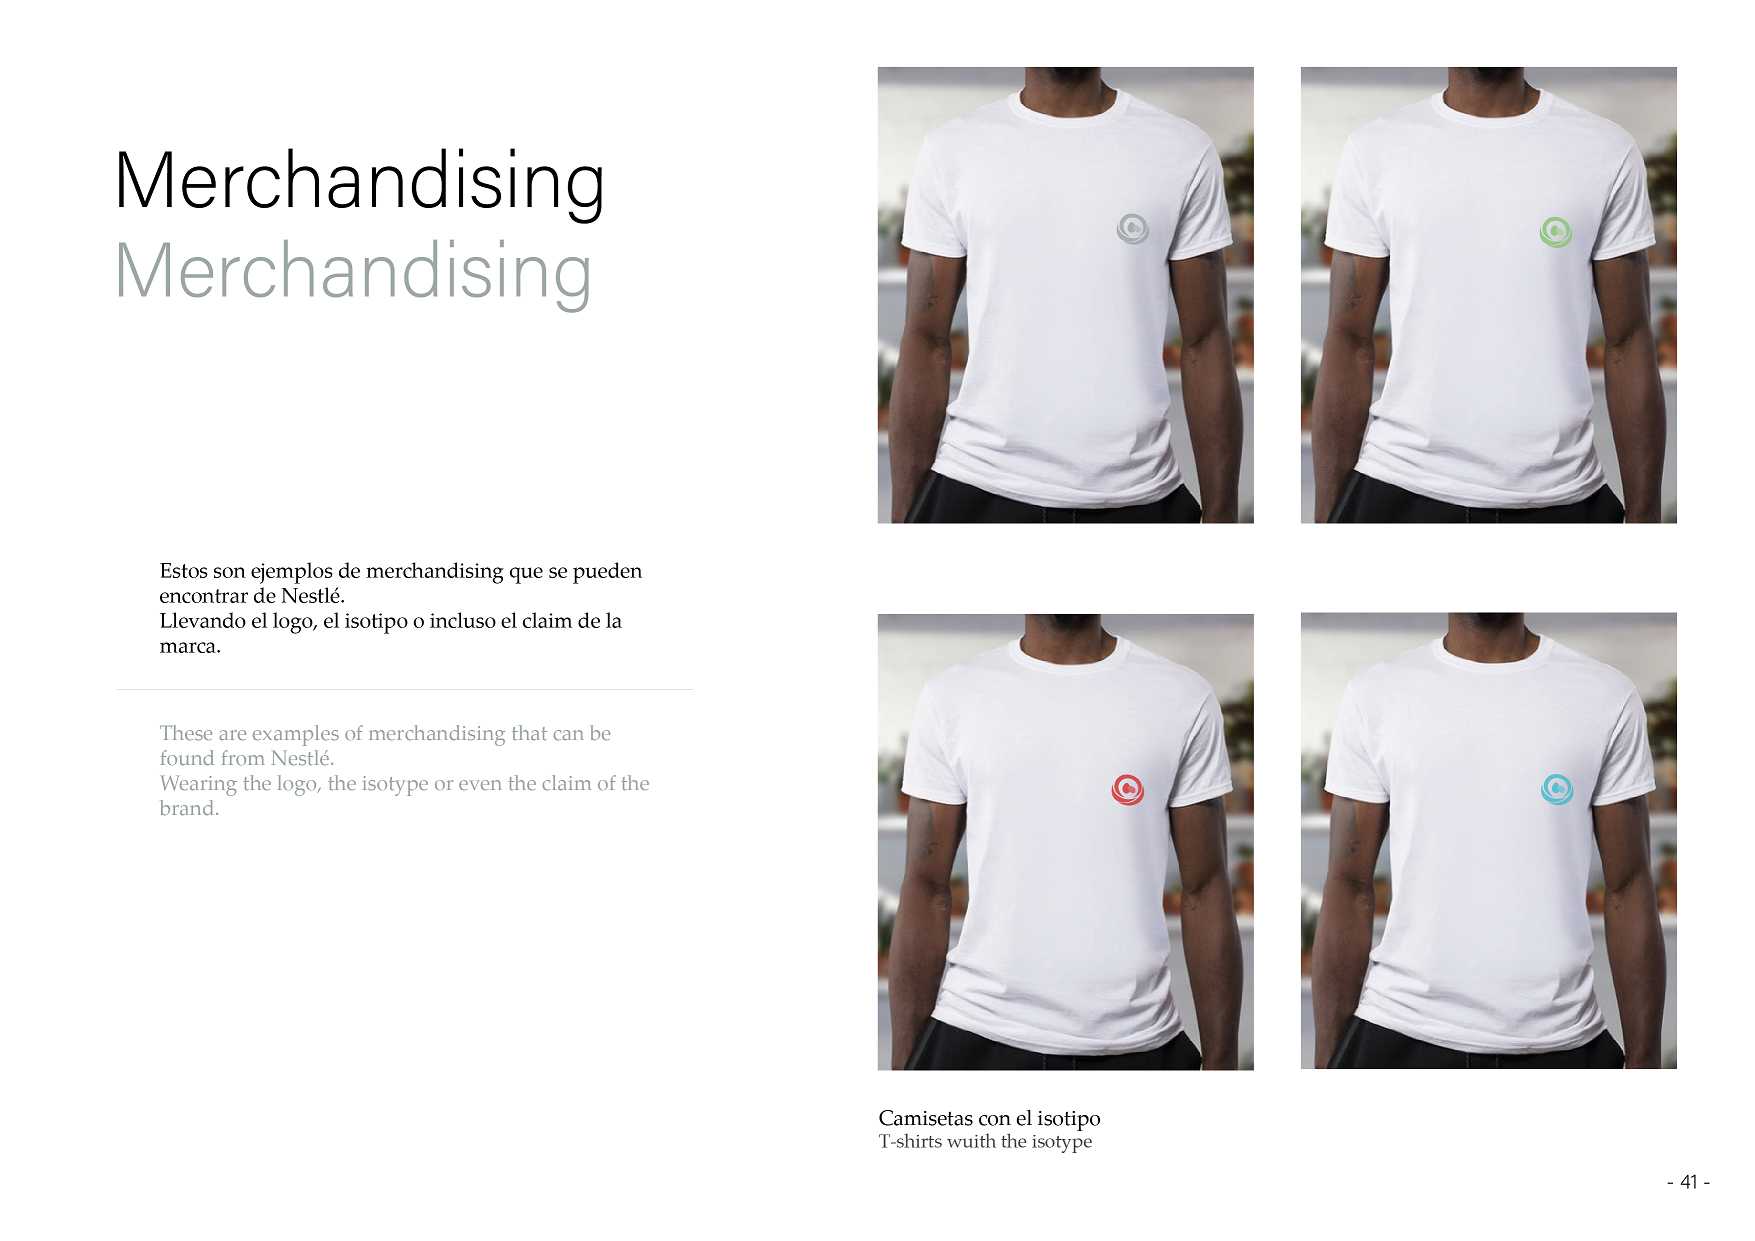 Merchandising
Merchandising
Estos son ejemplos de merchandising que se pueden
encontrar de Nestlé.
Llevando el logo, el isotipo o incluso el claim de la
marca.
These are examples of merchandising that can be
found from Nestlé.
Wearing the logo, the isotype or even the claim of the
brand.
Camisetas con el isotipo
T-shirts wuith the isotype
- 41 -